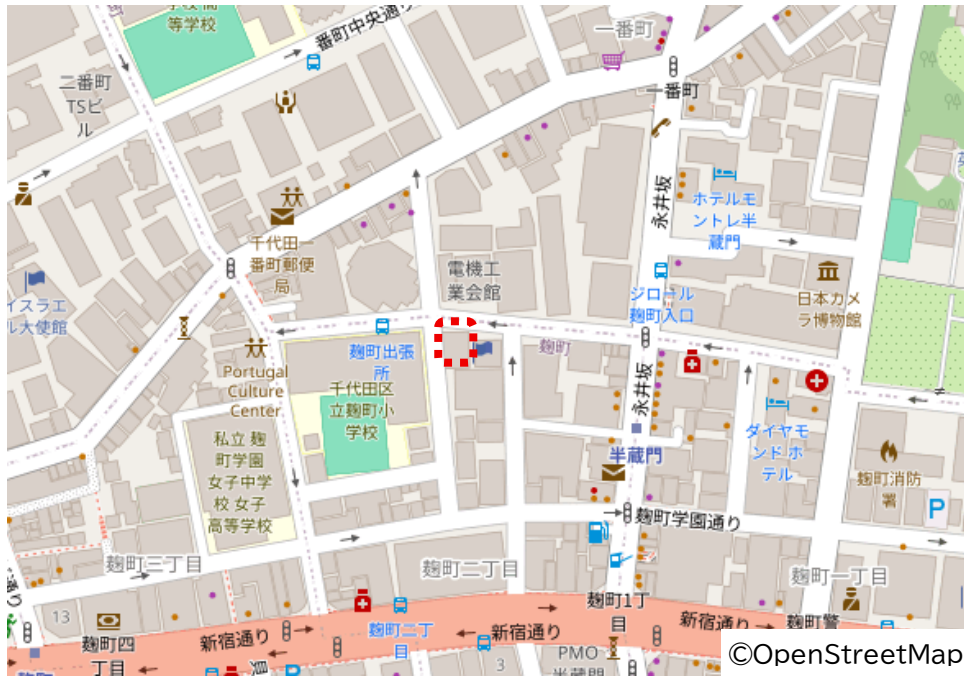 等学校
番町中央通り
一番町
二番町
TSビ
ル
一番町
永井坂
ホテルモ
ントレ半
蔵門
千代田一
番町郵便
局
電機工
業会館
イスラエ
ル大使館
ジロール
麹町入口
日本カメ
ラ博物館
麹町出張
所
麹町
Portugal
Culture
Center
千代田区
立麹町小
学校
永井坂
ダイヤモ
ンド ホ
テル
私立 麹
町学園
女子中学
校 女子
高等学校
半蔵門
麹町消防
署
P
麹町学園通り
麹町三丁目
麹町二丁目
麹町一丁目
13
麹町1丁
目
麹町四
丁目
新宿通り
麹町二丁
目
新宿通り
新宿通り
麹町警
PMO
3
©OpenStreetMap